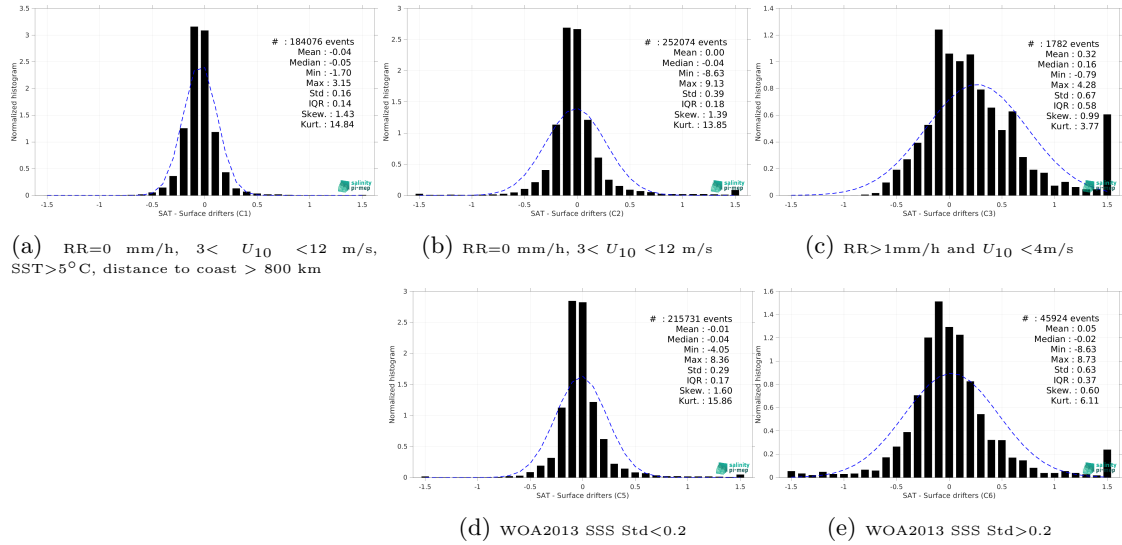 3.5
3
2.5
2
1.5
1
0.5
0
Normalized histogram
# : 184076 events
Mean : -0.04
Median : -0.05
Min : -1.70
Max : 3.15
Std : 0.16
IQR : 0.14
Skew. : 1.43
Kurt. : 14.84
salinity
pi-mep
-1.5 -1 -0.5 0 0.5 1 1.5
SAT - Surface drifters (C1)
(a) RR=0 mm/h, 3< U10 <12 m/s,
SST>5°C, distance to coast > 800 km
3
2.5
2
1.5
1
0.5
0
Normalized histogram
# : 252074 events
Mean : 0.00
Median : -0.04
Min : -8.63
Max : 9.13
Std : 0.39
IQR : 0.18
Skew. : 1.39
Kurt. : 13.85
salinity
pi-mep
-1.5 -1 -0.5 0 0.5 1 1.5
SAT - Surface drifters (C2)
(b) RR=0 mm/h, 3< U10 <12 m/s
1.4
1.2
1
0.8
0.6
0.4
0.2
0
Normalized histogram
# : 1782 events
Mean : 0.32
Median : 0.16
Min : -0.79
Max : 4.28
Std : 0.67
IQR : 0.58
Skew. : 0.99
Kurt. : 3.77
salinity
pi-mep
-1.5 -1 -0.5 0 0.5 1 1.5
SAT - Surface drifters (C3)
(c) RR>1mm/h and U10 <4m/s
3
2.5
2
1.5
1
0.5
0
Normalized histogram
# : 215731 events
Mean : -0.01
Median : -0.04
Min : -4.05
Max : 8.36
Std : 0.29
IQR : 0.17
Skew. : 1.60
Kurt. : 15.86
salinity
pi-mep
-1.5 -1 -0.5 0 0.5 1 1.5
SAT - Surface drifters (C5)
(d) WOA2013 SSS Std<0.2
1.6
1.4
1.2
1
0.8
0.6
0.4
0.2
0
Normalized histogram
# : 45924 events
Mean : 0.05
Median : -0.02
Min : -8.63
Max : 8.73
Std : 0.63
IQR : 0.37
Skew. : 0.60
Kurt. : 6.11
salinity
pi-mep
-1.5 -1 -0.5 0 0.5 1 1.5
SAT - Surface drifters (C6)
(e) WOA2013 SSS Std>0.2